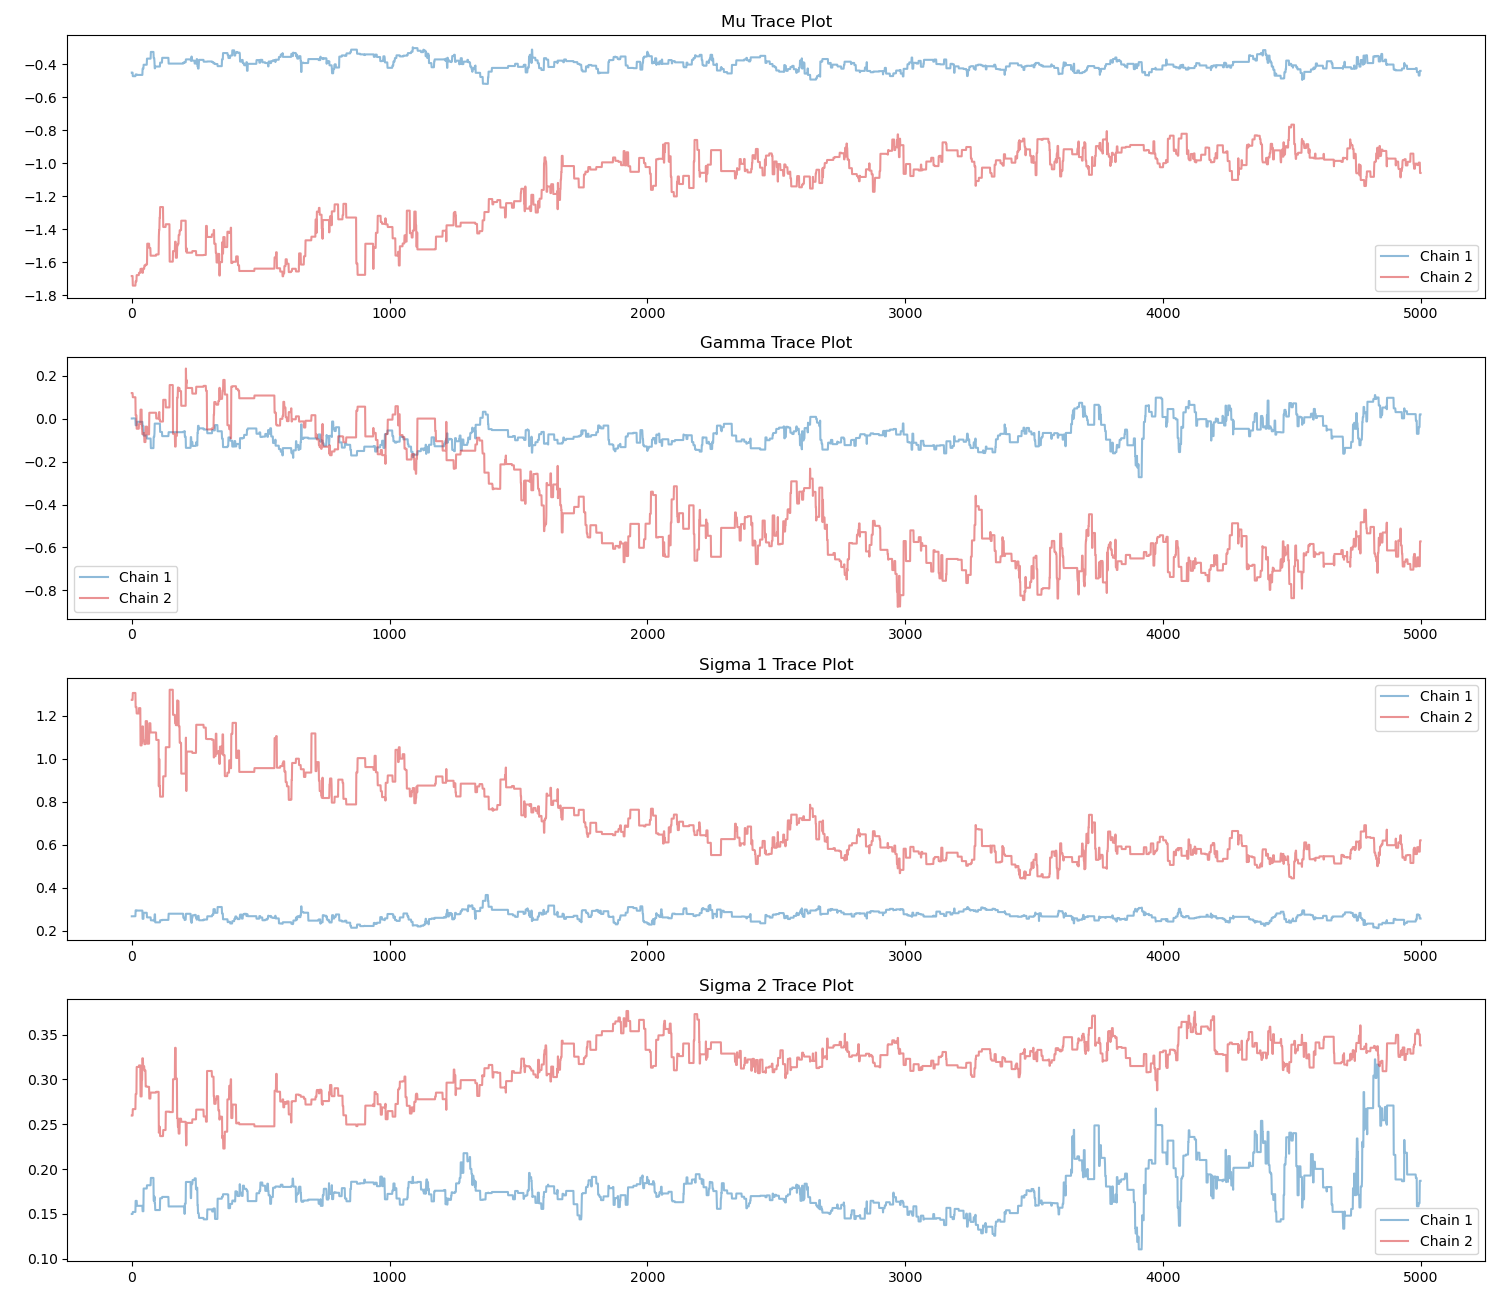 Mu Trace Plot
−0.4
−0.6
−0.8
−1.0
−1.2
−1.4
−1.6
−1.8
Chain 1
Chain 2
0 1000 2000 3000 4000 5000
Gamma Trace Plot
0.2
0.0
−0.2
−0.4
−0.6
−0.8
Chain 1
Chain 2
0 1000 2000 3000 4000 5000
Sigma 1 Trace Plot
Chain 1
Chain 2
1.2
1.0
0.8
0.6
0.4
0.2
0 1000 2000 3000 4000 5000
Sigma 2 Trace Plot
0.35
0.30
0.25
0.20
0.15
0.10
Chain 1
Chain 2
0 1000 2000 3000 4000 5000